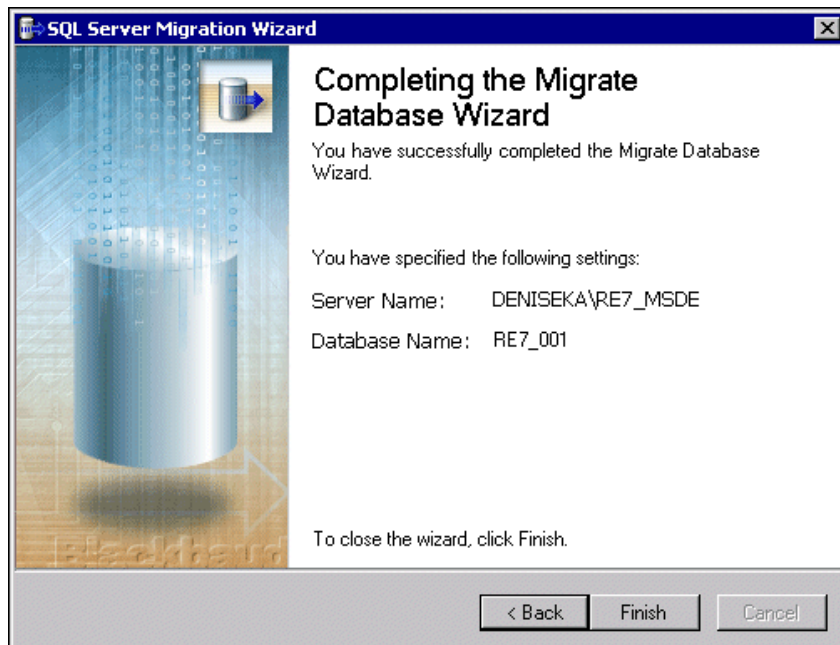 SQL Server Migration Wizard
Completing the Migrate
Database Wizard
You have successfully completed the Migrate Database
Wizard.
You have specified the following settings:
Server Name: DENISEKA\RE7_MSDE
Database Name: RE7_001
To close the wizard, click Finish.
Blackbaud
< Back Finish Cancel